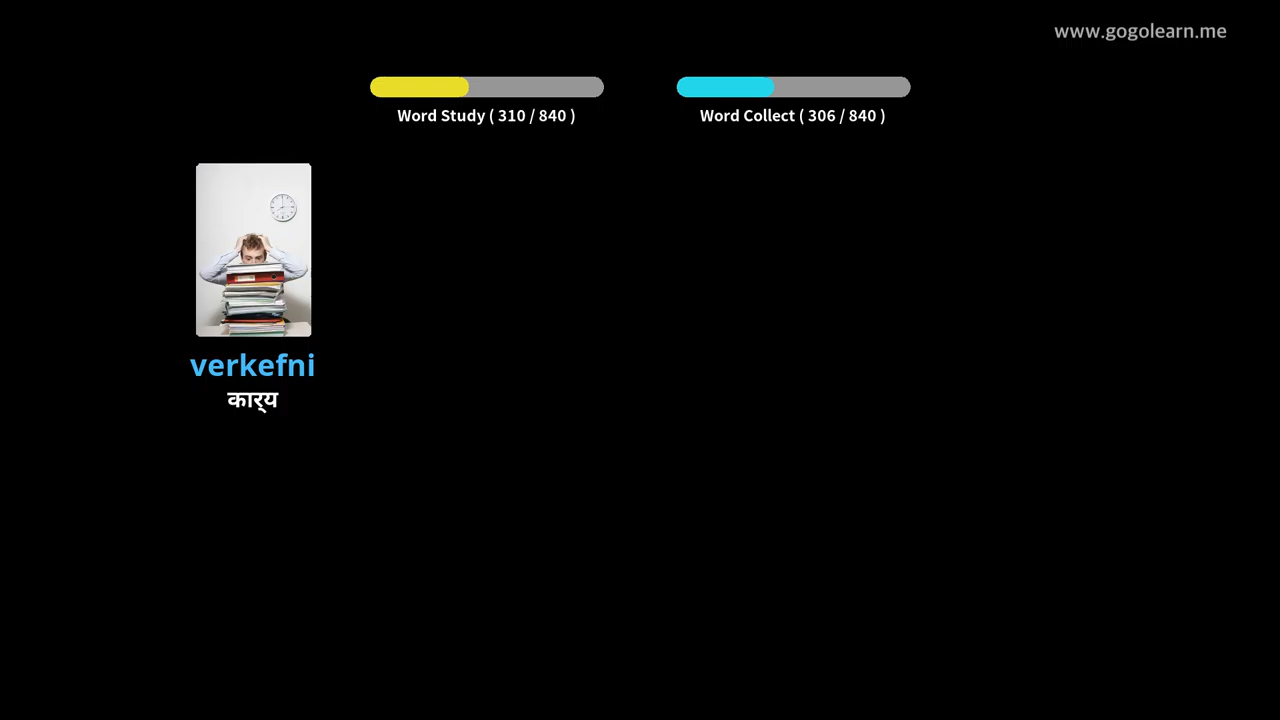 www.gogolearn.me
Word Study ( 310 / 840 )
Word Collect ( 306 / 840 )
verkefni
कार्‍य